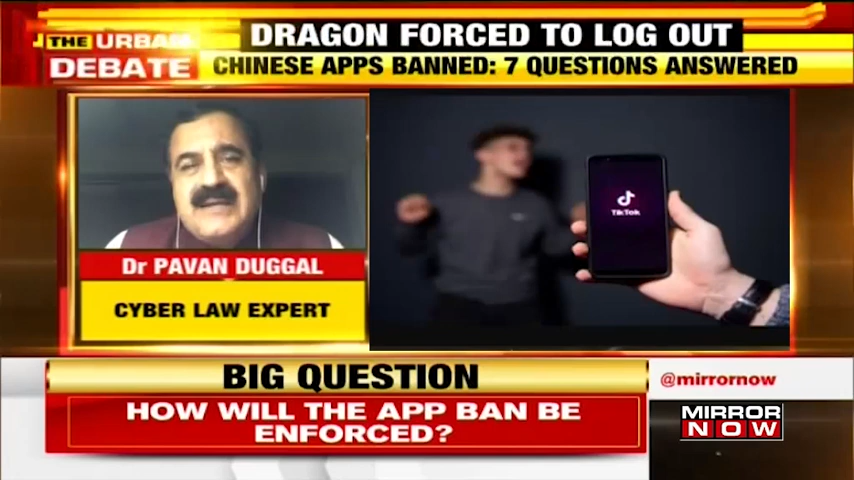 THE URBAN
DEBATE
DRAGON FORCED TO LOG OUT
CHINESE APPS BANNED: 7 QUESTIONS ANSWERED
Dr PAVAN DUGGAL
CYBER LAW EXPERT
TikTok
BIG QUESTION
HOW WILL THE APP BAN BE
ENFORCED?
@mirrornow
MIRROR
NOW